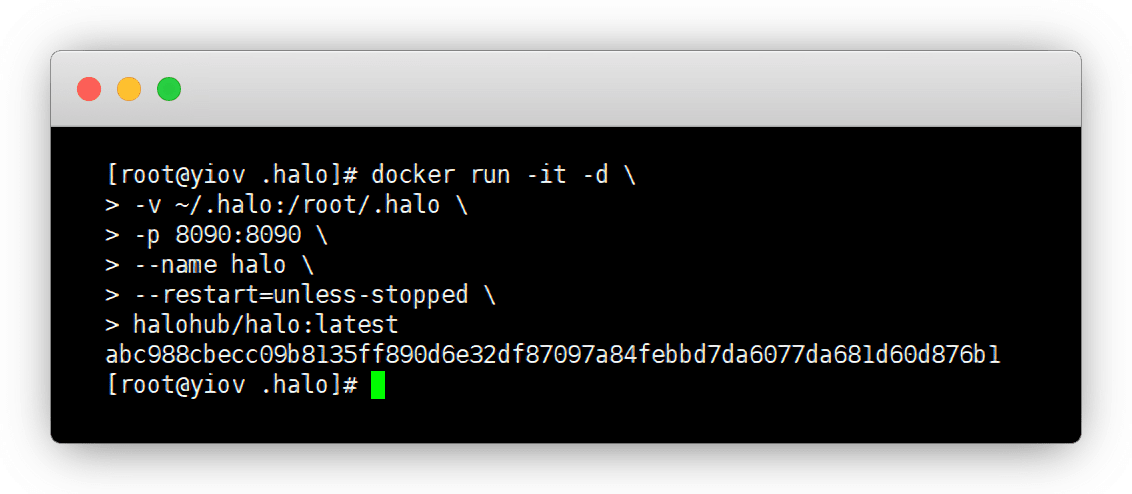 [root@yiov .halo]# docker run -it -d \
> -v ~/.halo:/root/.halo \
> -p 8090:8090 \
> --name halo \
> --restart=unless-stopped \
> halohub/halo:latest
abc988cbecc09b8135ff890d6e32df87097a84febbd7da6077da681d60d876b1
[root@yiov .halo]#